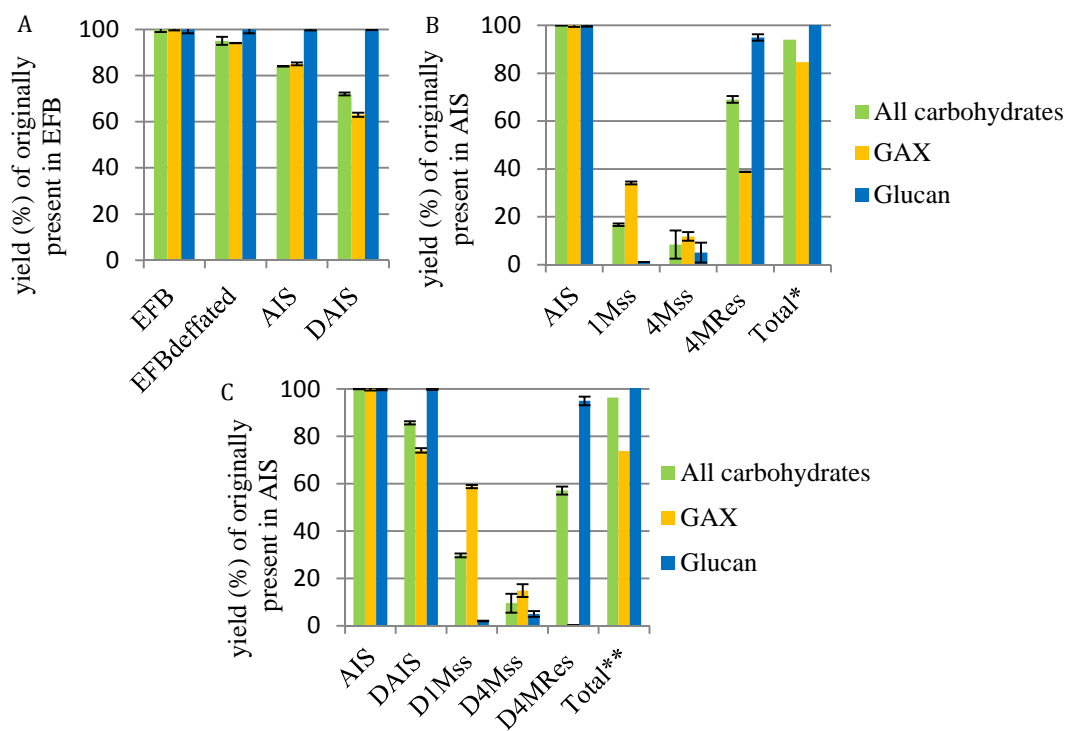 A
yield (%) of originally
present in EFB
100
80
60
40
20
0
EFB
EFBdeffated
AIS
DAIS
B
yield (%) of originally
present in AIS
100
80
60
40
20
0
AIS
1Mss
4Mss
4MRes
Total*
All carbohydrates
GAX
Glucan
C
yield (%) of originally
present in AIS
100
80
60
40
20
0
AIS
DAIS
D1Mss
D4Mss
D4MRes
Total**
All carbohydrates
GAX
Glucan